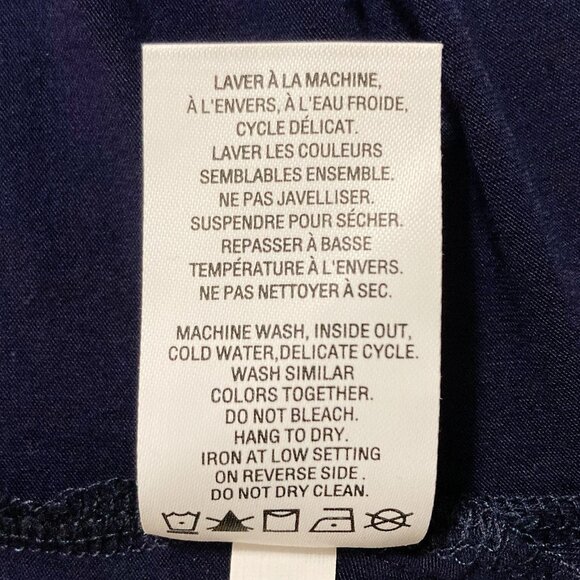 LAVER À LA MACHINE,
À L'ENVERS, À L'EAU FROIDE,
CYCLE DÉLICAT.
LAVER LES COULEURS
SEMBLABLES ENSEMBLE.
NE PAS JAVELLISER.
SUSPENDRE POUR SÉCHER.
REPASSER À BASSE
TEMPÉRATURE À L'ENVERS.
NE PAS NETTOYER À SEC.
MACHINE WASH, INSIDE OUT,
COLD WATER,DELICATE CYCLE.
WASH SIMILAR
COLORS TOGETHER.
DO NOT BLEACH.
HANG TO DRY.
IRON AT LOW SETTING
ON REVERSE SIDE .
DO NOT DRY CLEAN.